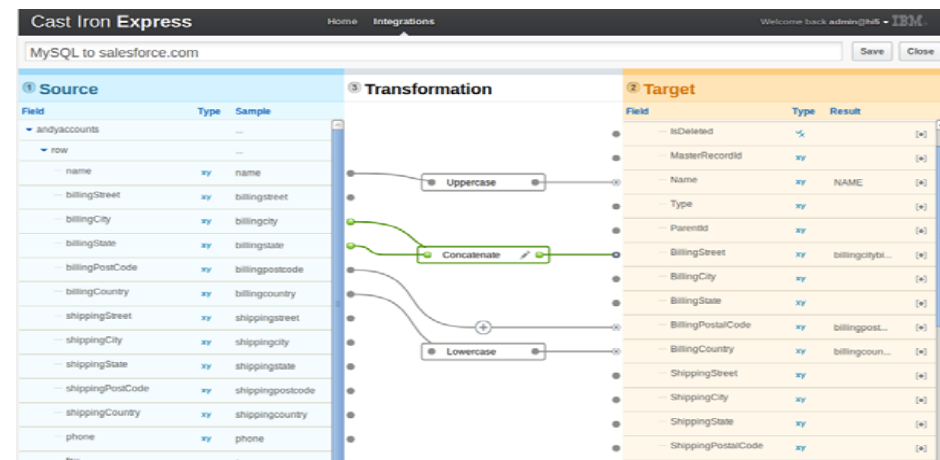 Cast Iron Express Home Integrations Welcome back admin@hifi IBM
MySQL to salesforce.com Save Close
1 Source 3 Transformation 2 Target
Field Type Sample Field Type Result
andyaccounts ... IsDeleted [•]
row ... MasterRecordId xy [•]
name xy name Uppercase Name xy NAME [•]
billingStreet xy billingstreet Type xy [•]
billingCity xy billingcity ParentId xy [•]
billingState xy billingstate Concatenate BillingStreet xy billingcitybi... [•]
billingPostCode xy billingpostcode BillingCity xy [•]
billingCountry xy billingcountry BillingState xy [•]
shippingStreet xy shippingstreet BillingPostalCode xy billingpost... [•]
shippingCity xy shippingcity Lowercase BillingCountry xy billingcoun... [•]
shippingState xy shippingstate ShippingStreet xy [•]
shippingPostCode xy shippingpostcode ShippingCity xy [•]
shippingCountry xy shippingcountry ShippingState xy [•]
phone xy phone ShippingPostalCode xy [•]